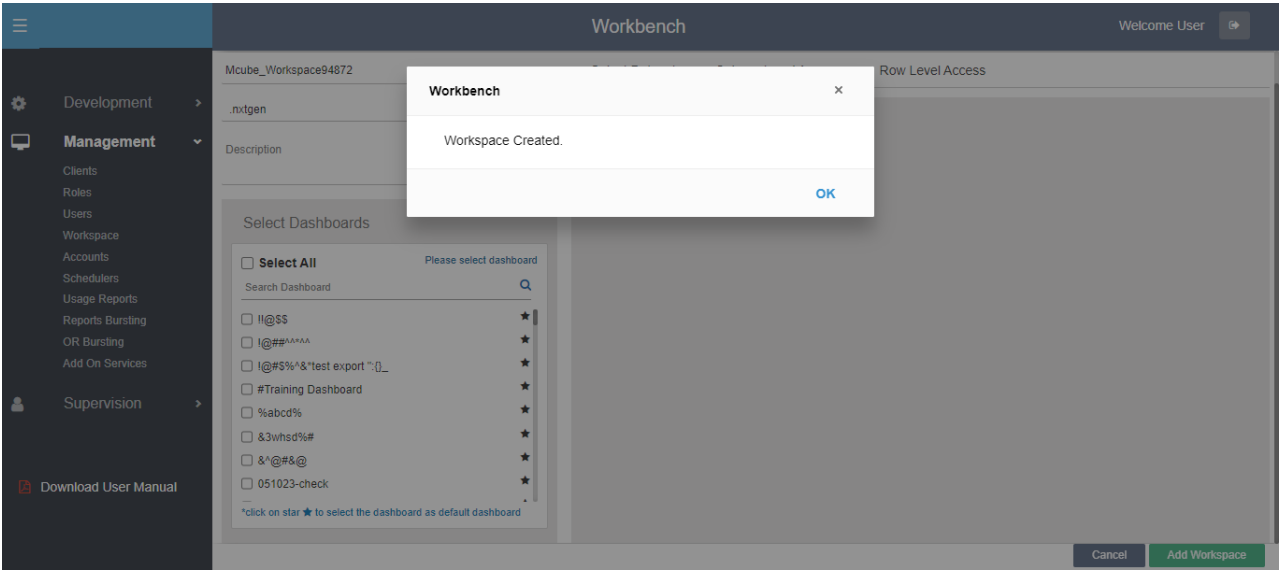 Workbench
Welcome User
Mcube_Workspace94872
Row Level Access
Workbench
×
Development
.nxtgen
Management
Workspace Created.
Description
Clients
Roles
OK
Users
Select Dashboards
Workspace
Accounts
Select All
Please select dashboard
Schedulers
Search Dashboard
Usage Reports
Reports Bursting
!!@$$
OR Bursting
!@##^^*^^
Add On Services
!@#$%^&*test export ":{}_
#Training Dashboard
Supervision
%abcd%
&3whsd%#
&^@#&@
Download User Manual
051023-check
*click on star ★ to select the dashboard as default dashboard
Cancel
Add Workspace